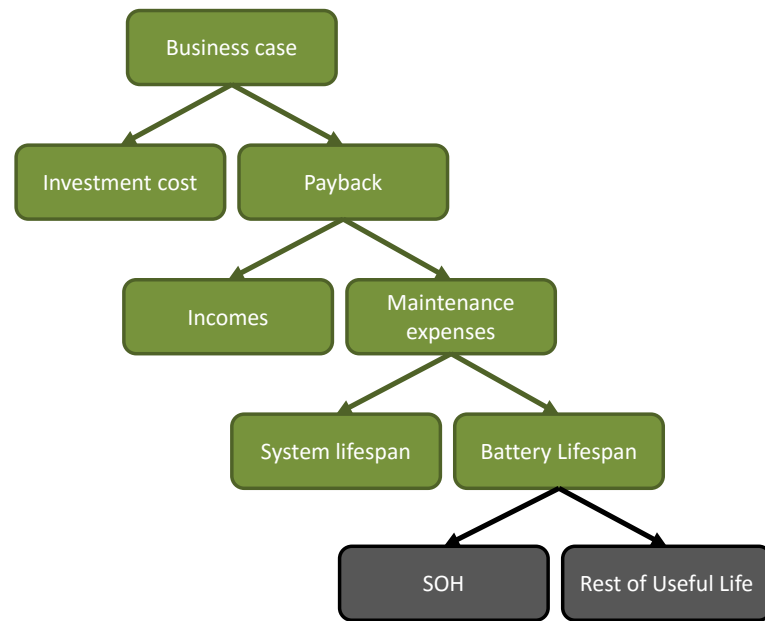 Business case
Investment cost
Payback
Incomes
Maintenance
expenses
System lifespan
Battery Lifespan
SOH
Rest of Useful Life